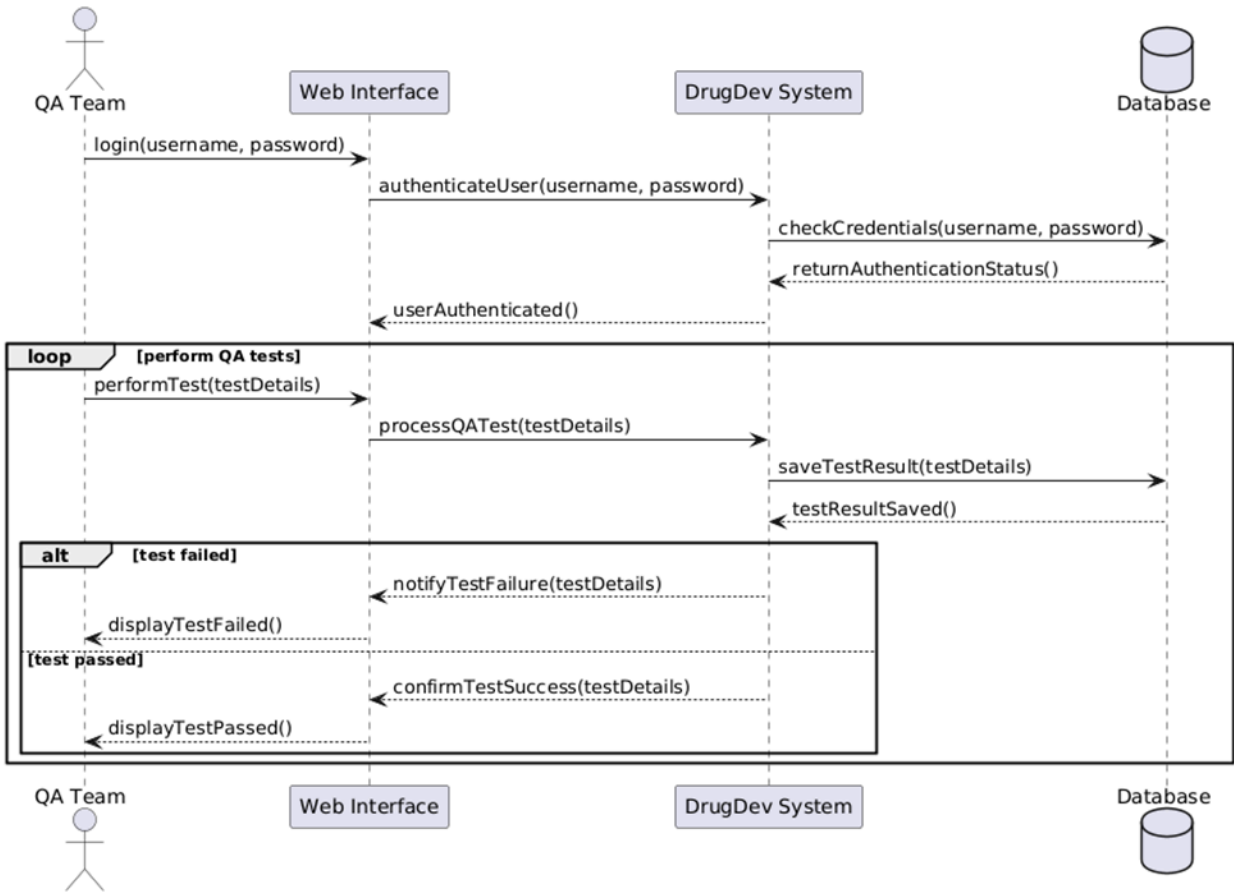 QA Team
Web Interface
DrugDev System
Database
login(username, password)
authenticateUser(username, password)
checkCredentials(username, password)
returnAuthenticationStatus()
userAuthenticated()
loop [perform QA tests]
performTest(testDetails)
processQATest(testDetails)
saveTestResult(testDetails)
testResultSaved()
alt [test failed]
notifyTestFailure(testDetails)
displayTestFailed()
[test passed]
confirmTestSuccess(testDetails)
displayTestPassed()
QA Team
Web Interface
DrugDev System
Database